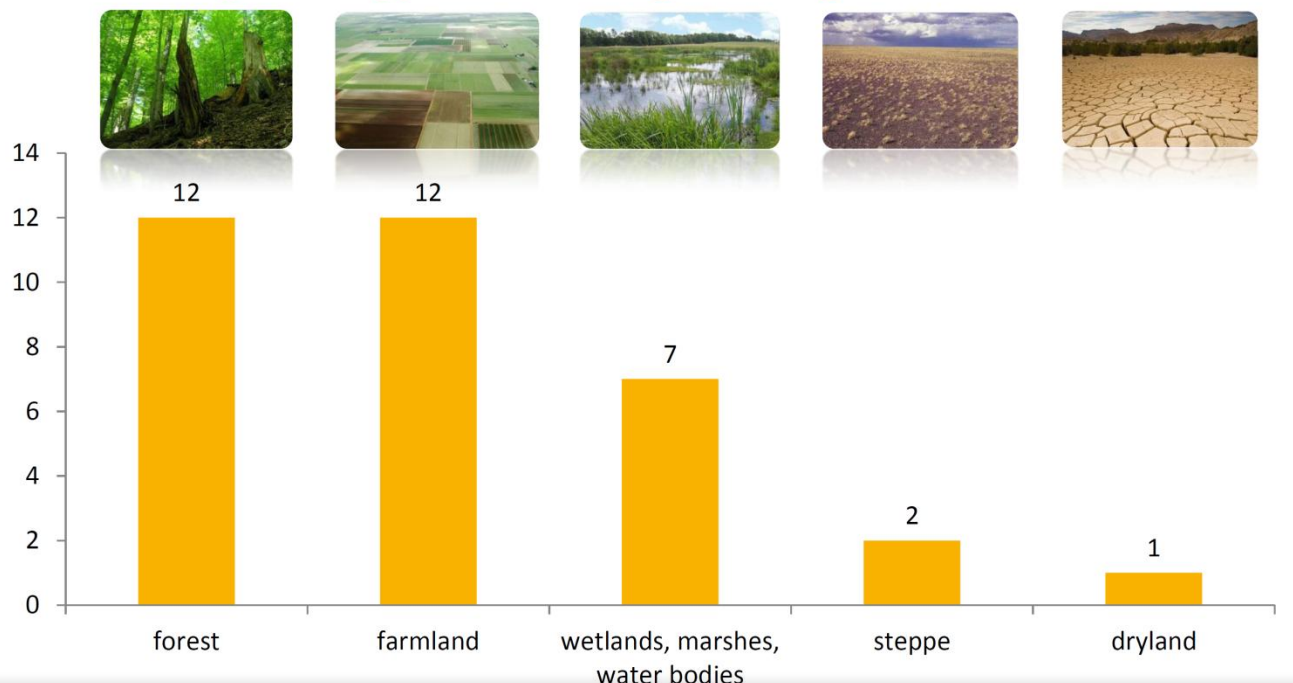 14
12
10
8
6
4
2
0
12
12
7
2
1
forest
farmland
wetlands, marshes,
water bodies
steppe
dryland